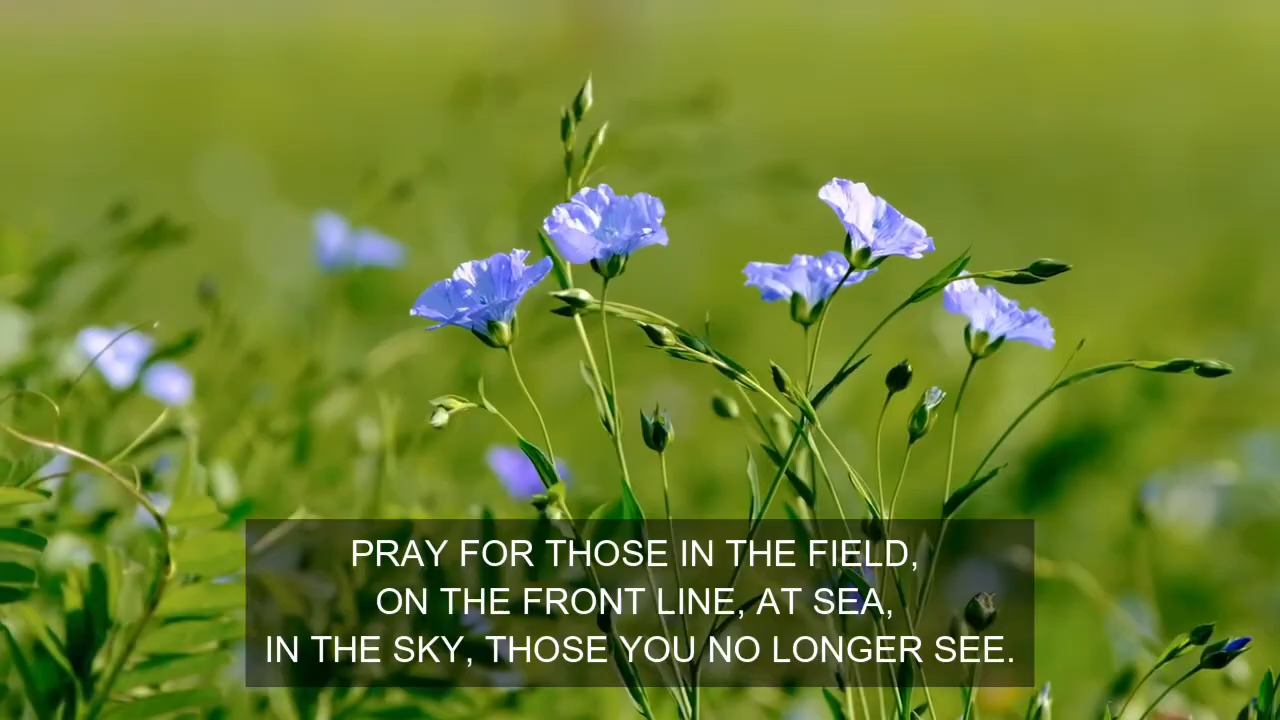 PRAY FOR THOSE IN THE FIELD,
ON THE FRONT LINE, AT SEA,
IN THE SKY, THOSE YOU NO LONGER SEE.